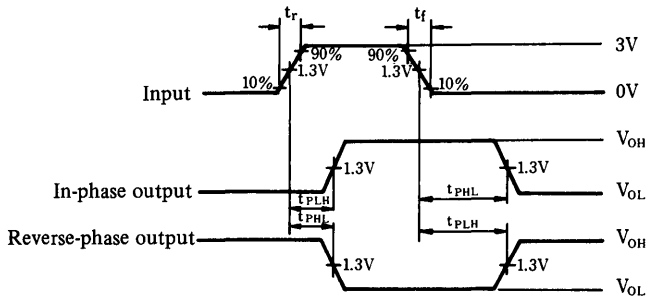 tr
tf
90%
90%
3V
1.3V
1.3V
10%
10%
Input
0V
VOH
1.3V
1.3V
In-phase output
tPLH
tPHL
VOL
tPHL
tPLH
Reverse-phase output
VOH
1.3V
1.3V
VOL